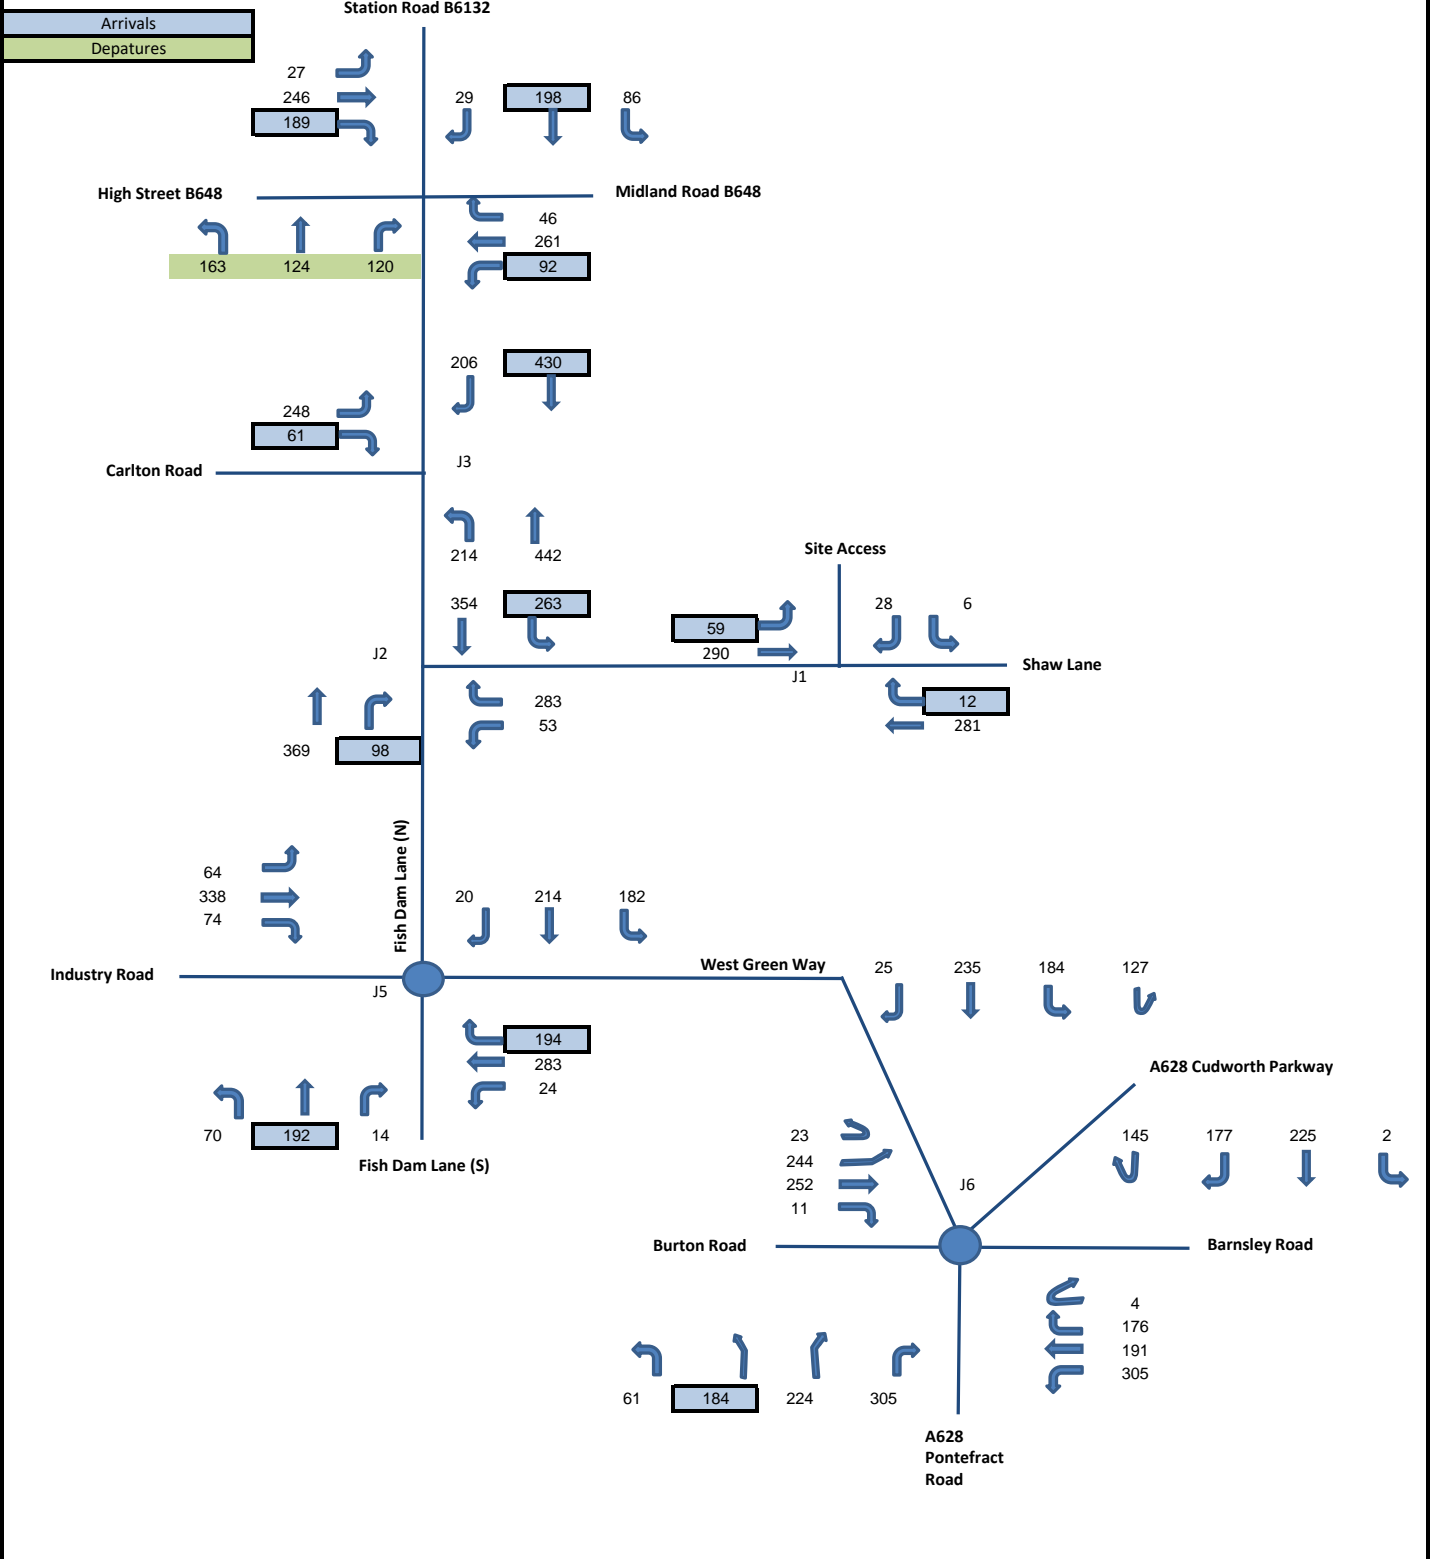 Station Road B6132
Arrivals
Depatures
27
246
189
29 198 86
High Street B648
Midland Road B648
46
261
92
163 124 120
206 430
248
61
J3
Carlton Road
214 442
Site Access
354 263
59
290
28 6
J2
J1
Shaw Lane
283
53
12
281
369 98
Fish Dam Lane (N)
64
338
74
20 214 182
Industry Road
J5
West Green Way
25 235 184 127
194
283
24
A628 Cudworth Parkway
70 192 14
Fish Dam Lane (S)
23
244
252
11
145 177 225 2
J6
Burton Road
Barnsley Road
4
176
191
305
61 184 224 305
A628
Pontefract
Road